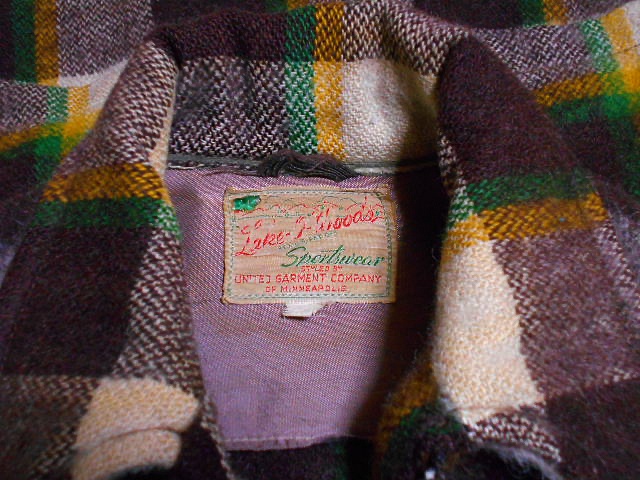 Lake-O-Woods
Sportswear
STYLED BY
UNITED GARMENT COMPANY
OF MINNEAPOLIS